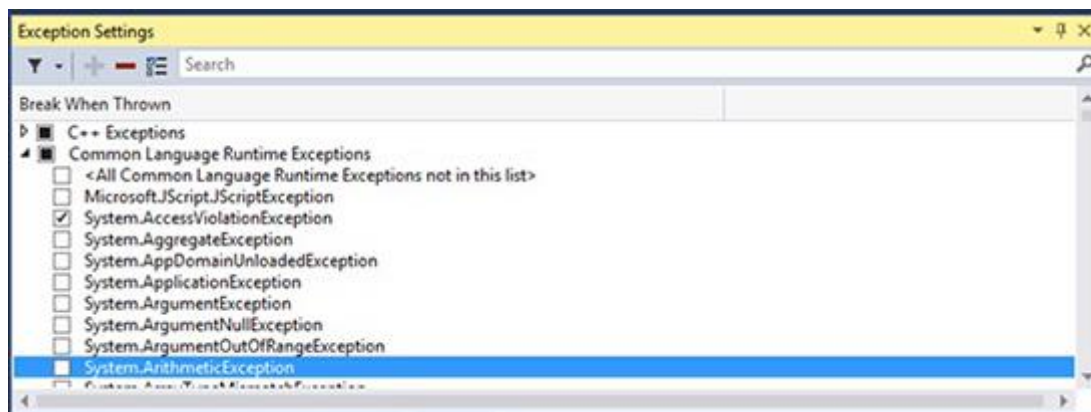 Exception Settings
Search
Break When Thrown
C++ Exceptions
Common Language Runtime Exceptions
<All Common Language Runtime Exceptions not in this list>
Microsoft.JScript.JScriptException
System.AccessViolationException
System.AggregateException
System.AppDomainUnloadedException
System.ApplicationException
System.ArgumentException
System.ArgumentNullException
System.ArgumentOutOfRangeException
System.ArithmeticException